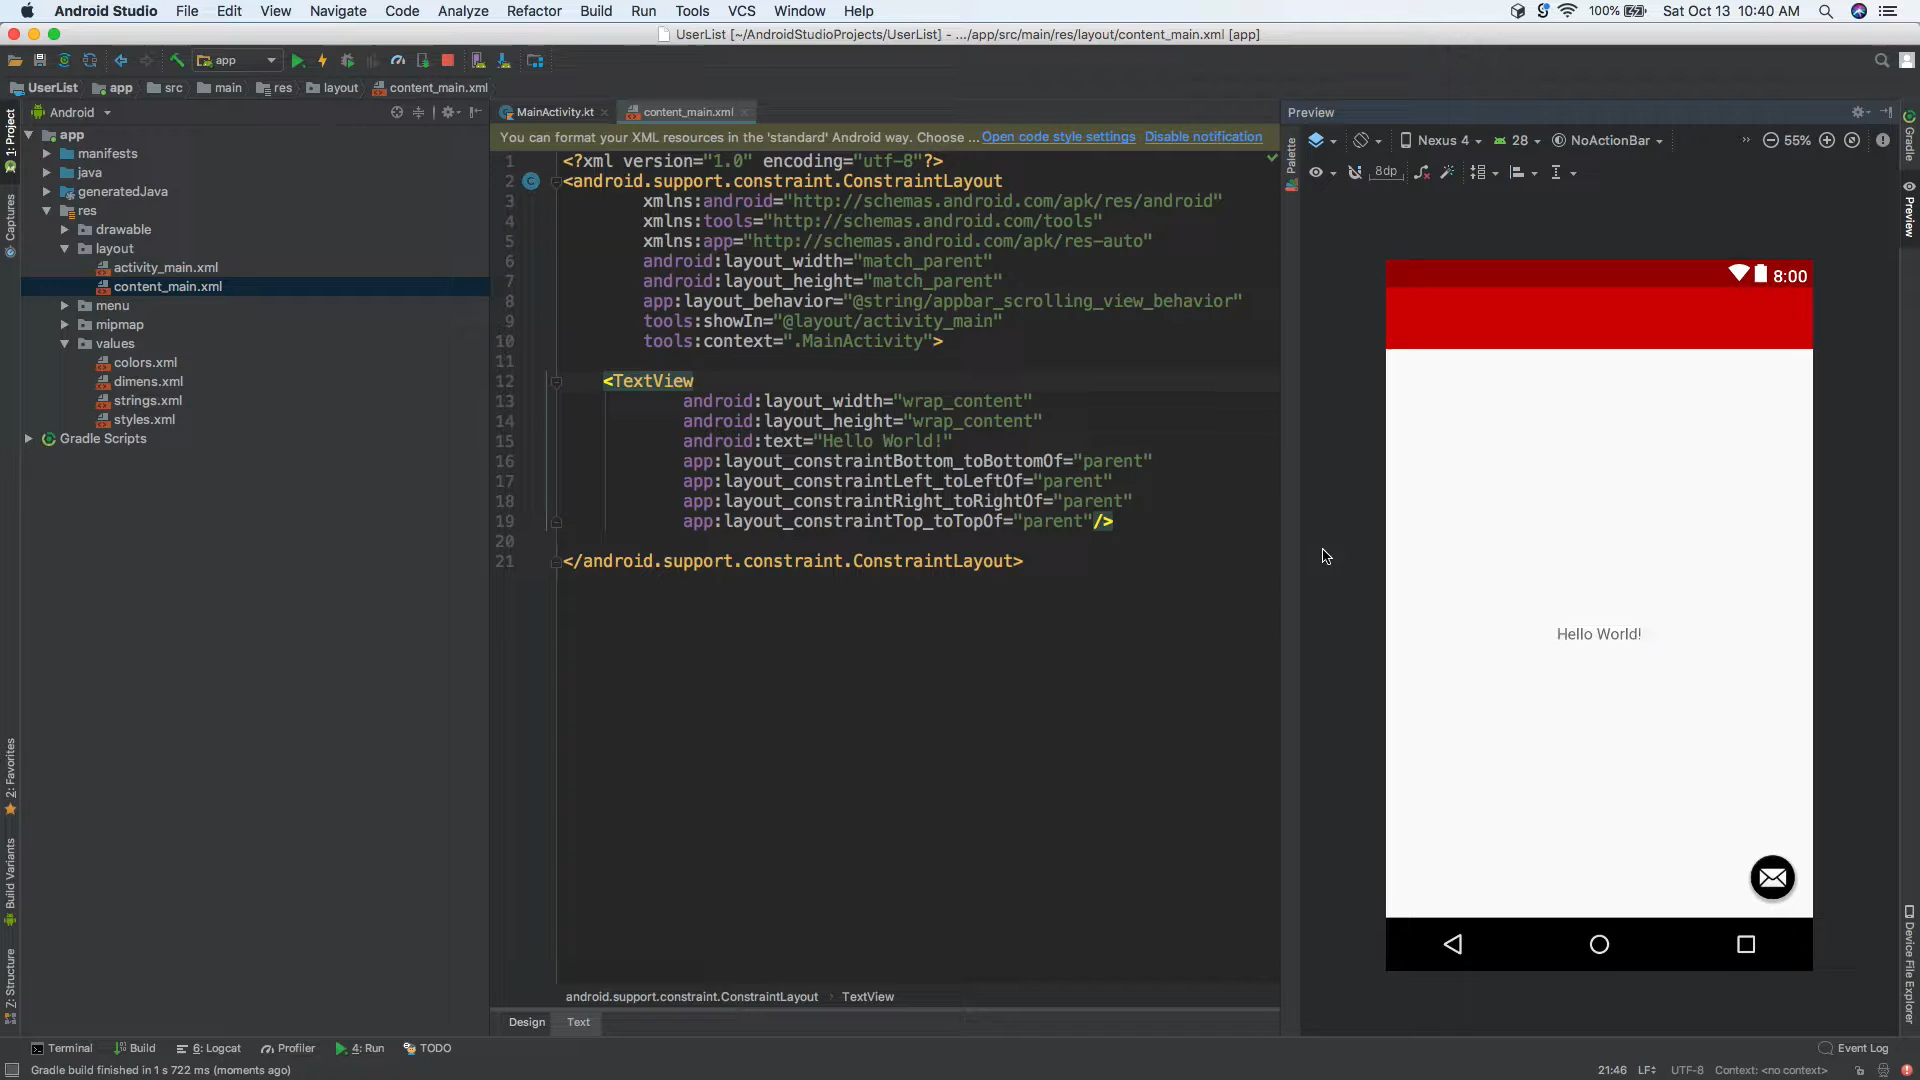 Android Studio File Edit View Navigate Code Analyze Refactor Build Run Tools VCS Window Help 100% Sat Oct 13 10:40 AM
UserList [~/AndroidStudioProjects/UserList] - .../app/src/main/res/layout/content_main.xml [app]
app
UserList app src main res layout content_main.xml
Android
app
manifests
java
generatedJava
res
drawable
layout
activity_main.xml
content_main.xml
menu
mipmap
values
colors.xml
dimens.xml
strings.xml
styles.xml
Gradle Scripts
1: Project
Captures
2: Favorites
Build Variants
7: Structure
MainActivity.kt content_main.xml
You can format your XML resources in the 'standard' Android way. Choose ... Open code style settings Disable notification
1 <?xml version="1.0" encoding="utf-8"?>
2 <android.support.constraint.ConstraintLayout
3 xmlns:android="http://schemas.android.com/apk/res/android"
4 xmlns:tools="http://schemas.android.com/tools"
5 xmlns:app="http://schemas.android.com/apk/res-auto"
6 android:layout_width="match_parent"
7 android:layout_height="match_parent"
8 app:layout_behavior="@string/appbar_scrolling_view_behavior"
9 tools:showIn="@layout/activity_main"
10 tools:context=".MainActivity">
11
12 <TextView
13 android:layout_width="wrap_content"
14 android:layout_height="wrap_content"
15 android:text="Hello World!"
16 app:layout_constraintBottom_toBottomOf="parent"
17 app:layout_constraintLeft_toLeftOf="parent"
18 app:layout_constraintRight_toRightOf="parent"
19 app:layout_constraintTop_toTopOf="parent"/>
20
21 </android.support.constraint.ConstraintLayout>
android.support.constraint.ConstraintLayout › TextView
Design Text
Preview
Palette
Nexus 4 28 NoActionBar 55%
8dp
8:00
Hello World!
Gradle
Preview
Device File Explorer
Terminal Build 6: Logcat Profiler 4: Run TODO Event Log
Gradle build finished in 1 s 722 ms (moments ago) 21:46 LF UTF-8 Context: <no context>